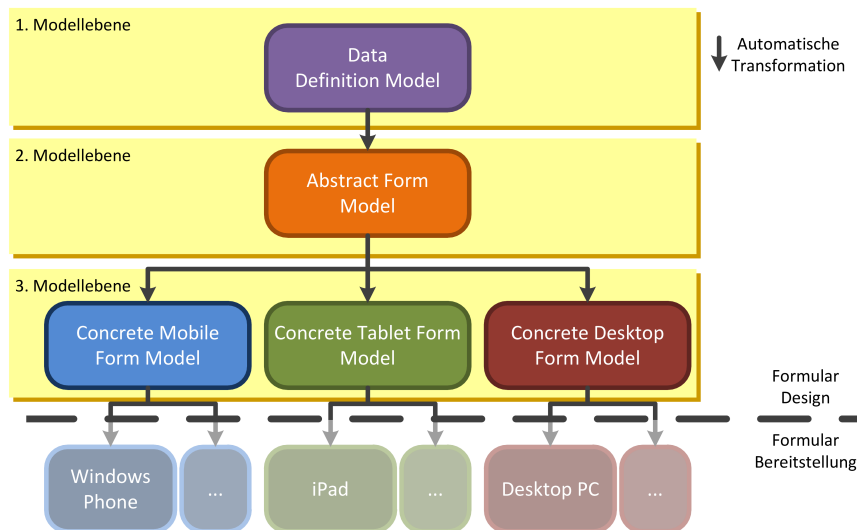 1. Modellebene
Data
Definition Model
Automatische
Transformation
2. Modellebene
Abstract Form
Model
3. Modellebene
Concrete Mobile
Form Model
Concrete Tablet Form
Model
Concrete Desktop
Form Model
Formular
Design
Formular
Bereitstellung
Windows
Phone
...
iPad
...
Desktop PC
...